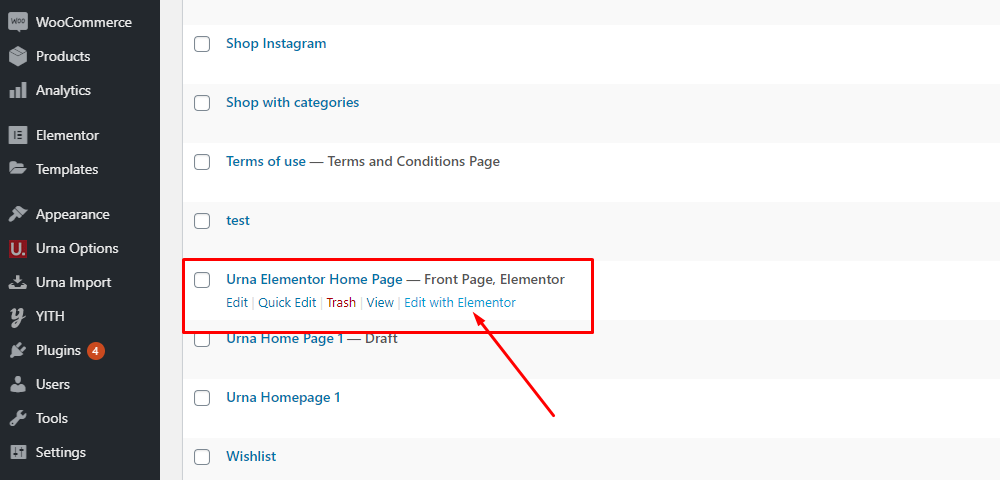 WooCommerce
Products
Analytics
Elementor
Templates
Appearance
U. Urna Options
Urna Import
YITH
Plugins 4
Users
Tools
Settings
Shop Instagram
Shop with categories
Terms of use — Terms and Conditions Page
test
Urna Elementor Home Page — Front Page, Elementor
Edit | Quick Edit | Trash | View | Edit with Elementor
Urna Home Page 1 — Draft
Urna Homepage 1
Wishlist